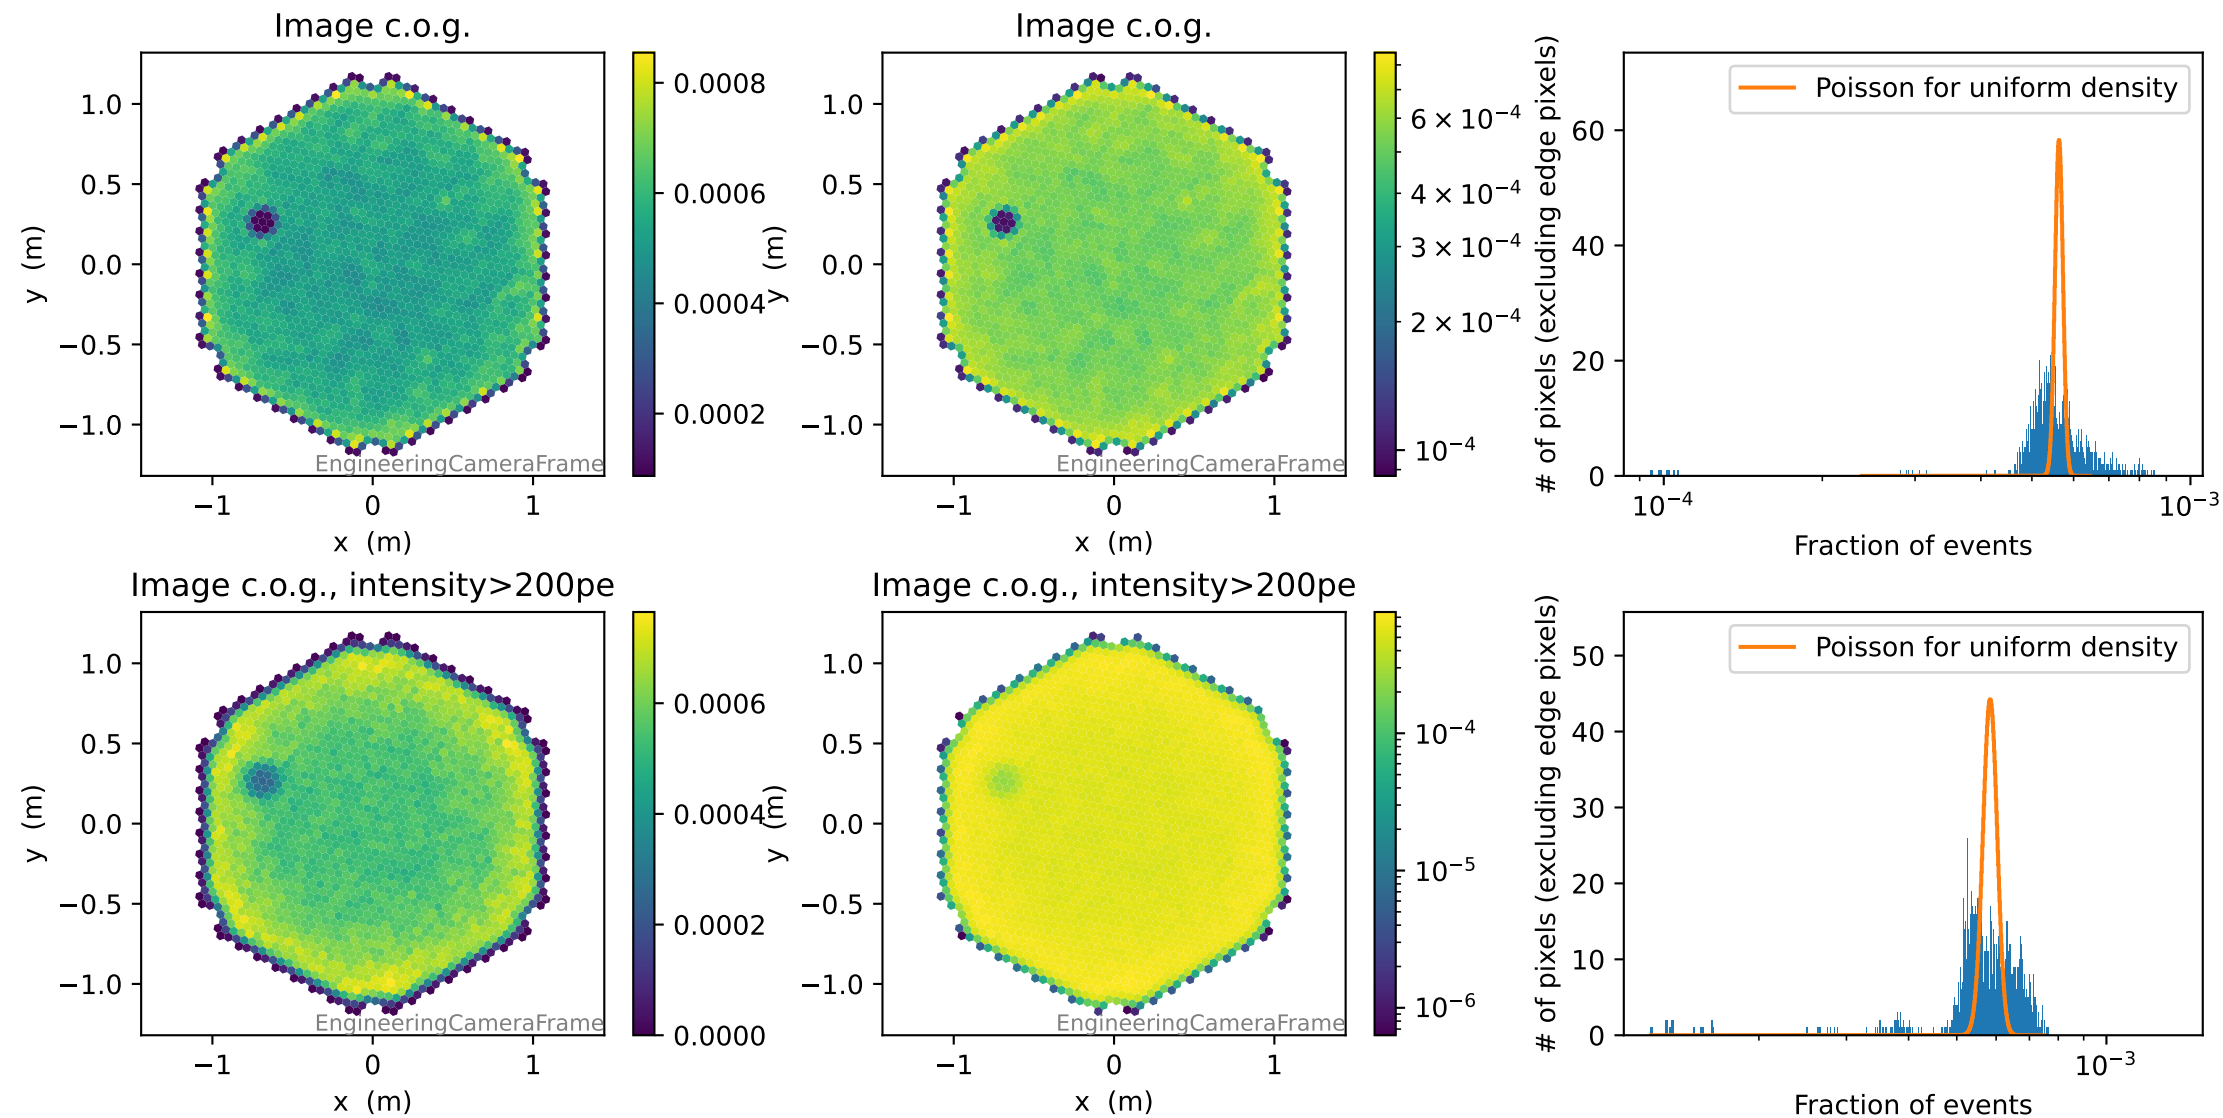 Image c.o.g.
y (m)
1.0
0.5
0.0
−0.5
−1.0
EngineeringCameraFrame
−1 0 1
x (m)
0.0008
0.0006
0.0004
0.0002
Image c.o.g.
y (m)
1.0
0.5
0.0
−0.5
−1.0
EngineeringCameraFrame
−1 0 1
x (m)
6 × 10⁻⁴
4 × 10⁻⁴
3 × 10⁻⁴
2 × 10⁻⁴
10⁻⁴
# of pixels (excluding edge pixels)
Poisson for uniform density
60
40
20
0
10⁻⁴ 10⁻³
Fraction of events
Image c.o.g., intensity>200pe
y (m)
1.0
0.5
0.0
−0.5
−1.0
EngineeringCameraFrame
−1 0 1
x (m)
0.0006
0.0004
0.0002
0.0000
Image c.o.g., intensity>200pe
y (m)
1.0
0.5
0.0
−0.5
−1.0
EngineeringCameraFrame
−1 0 1
x (m)
10⁻⁴
10⁻⁵
10⁻⁶
# of pixels (excluding edge pixels)
Poisson for uniform density
50
40
30
20
10
0
10⁻³
Fraction of events